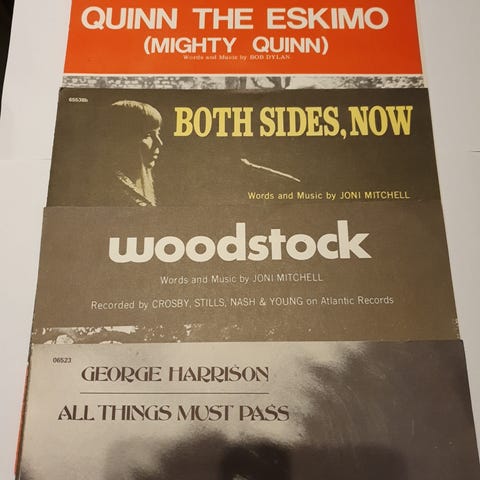 QUINN THE ESKIMO
(MIGHTY QUINN)
Words and Music by BOB DYLAN
65538b
BOTH SIDES, NOW
Words and Music by JONI MITCHELL
woodstock
Words and Music by JONI MITCHELL
Recorded by CROSBY, STILLS, NASH & YOUNG on Atlantic Records
06523
GEORGE HARRISON
ALL THINGS MUST PASS